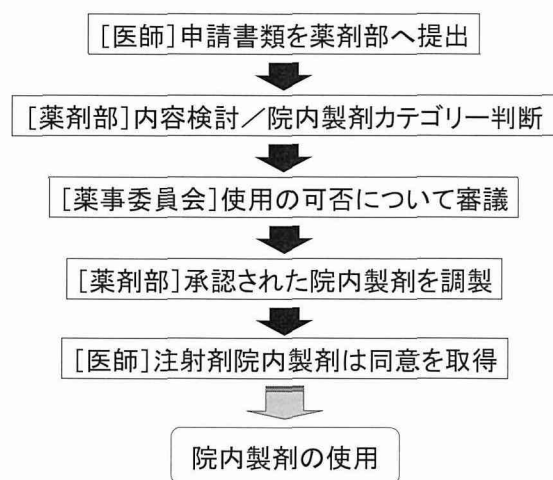 [医師]申請書類を薬剤部へ提出
[薬剤部]内容検討／院内製剤カテゴリー判断
[薬事委員会]使用の可否について審議
[薬剤部]承認された院内製剤を調製
[医師]注射剤院内製剤は同意を取得
院内製剤の使用